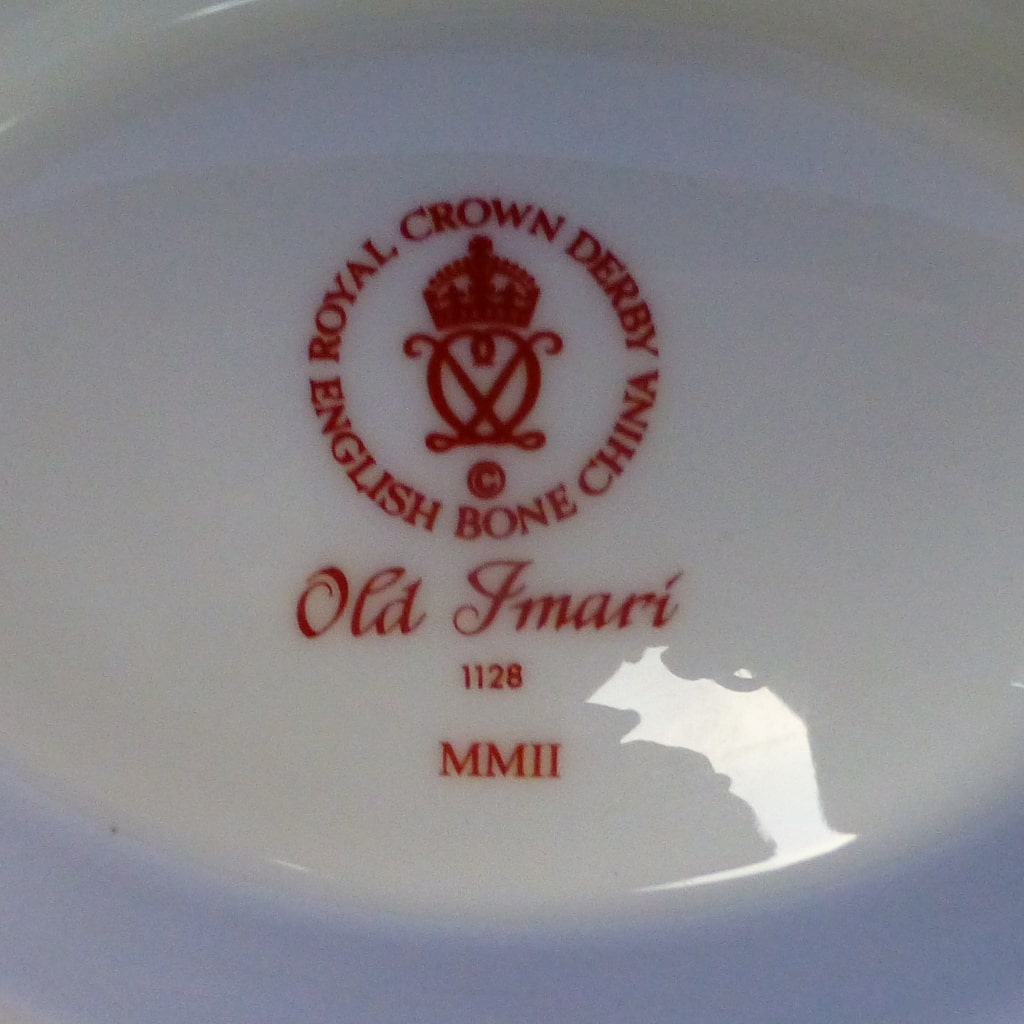 ROYAL CROWN DERBY
ENGLISH BONE CHINA
©
Old Imari
1128
MMII